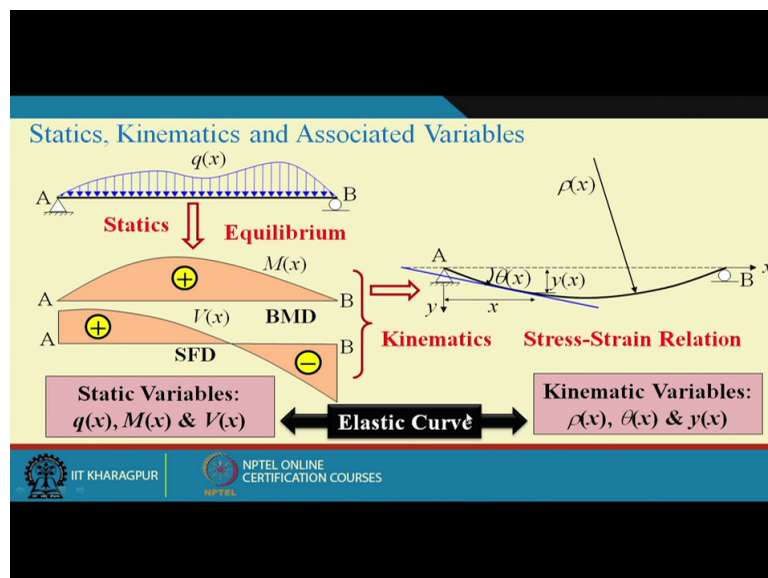 Statics, Kinematics and Associated Variables
q(x)
A
B
Statics
Equilibrium
M(x)
A
B
BMD
V(x)
A
B
SFD
ρ(x)
A
x
θ(x)
y(x)
B
y
x
Kinematics
Stress-Strain Relation
Static Variables:
q(x), M(x) & V(x)
Elastic Curve
Kinematic Variables:
ρ(x), θ(x) & y(x)
IIT KHARAGPUR
NPTEL
NPTEL ONLINE
CERTIFICATION COURSES